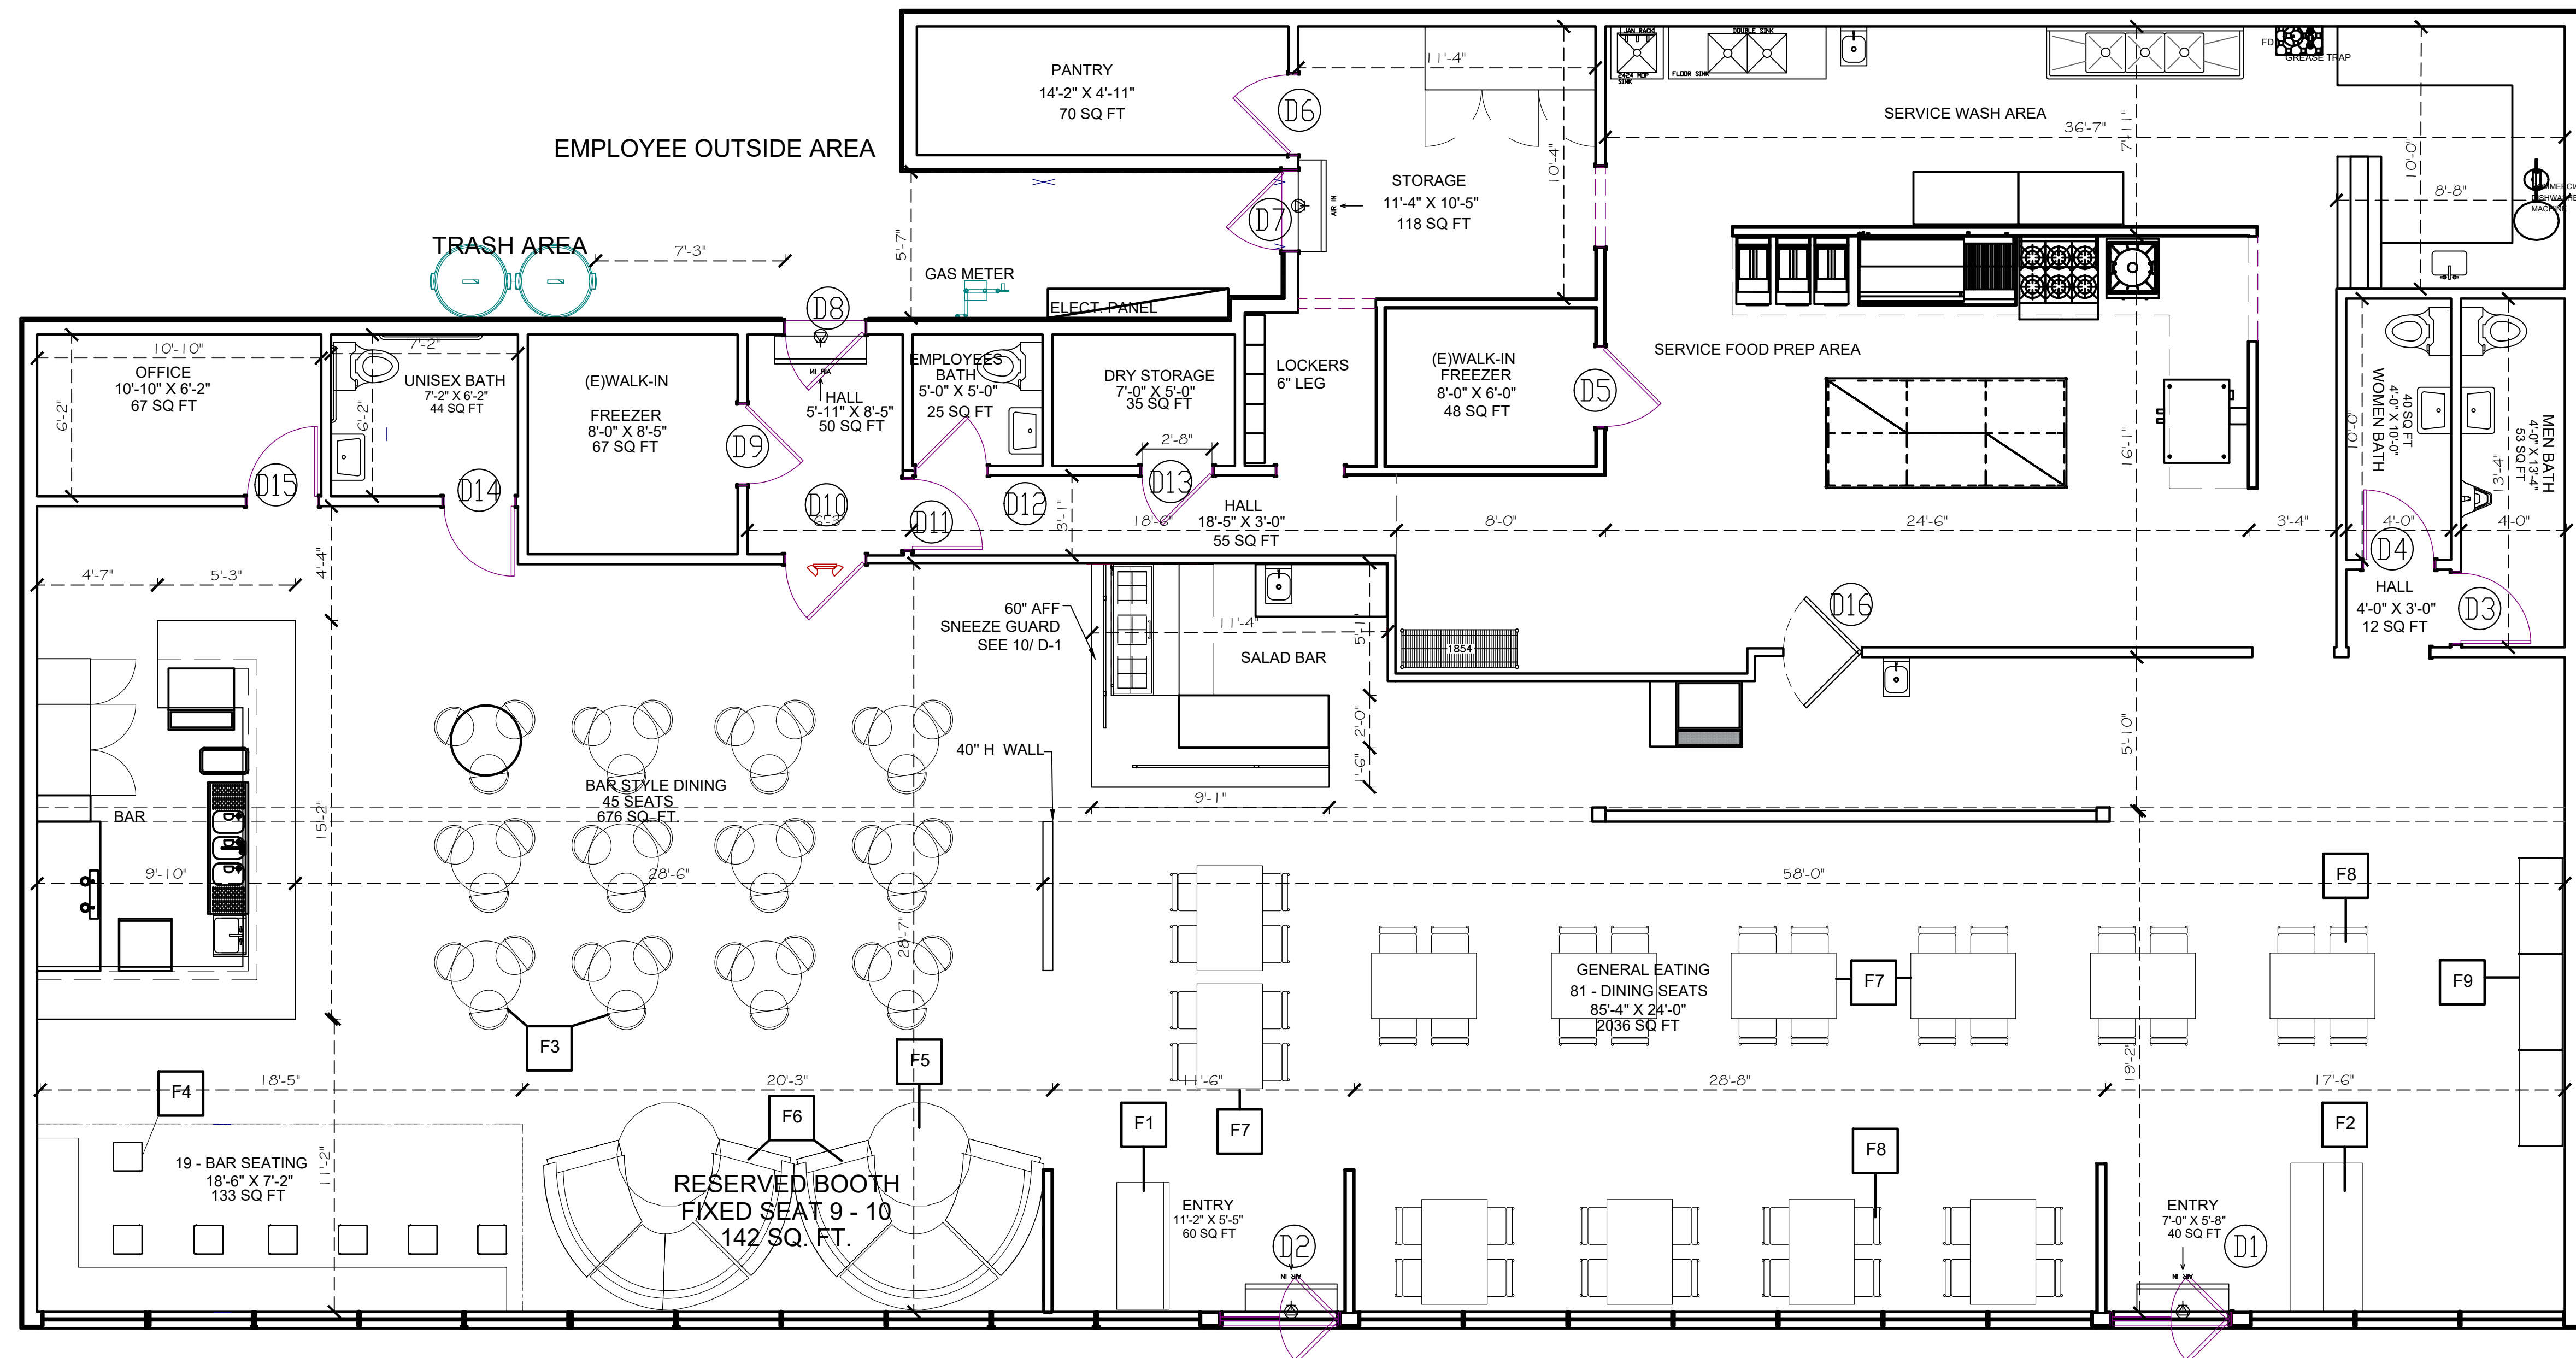 PANTRY
14'-2" X 4'-11"
70 SQ FT
D6
11'-4"
10'-4"
JAN RACK
2424 MOP
SINK
DOUBLE SINK
FLOOR SINK
FD
GREASE TRAP
SERVICE WASH AREA
36'-7"
7'-11"
10'-0"
8'-8"
EMPLOYEE OUTSIDE AREA
STORAGE
11'-4" X 10'-5"
118 SQ FT
AIR IN
D7
5'-7"
TRASH AREA
7'-3"
GAS METER
ELECT. PANEL
D8
10'-10"
OFFICE
10'-10" X 6'-2"
67 SQ FT
6'-2"
D15
7'-2"
UNISEX BATH
7'-2" X 6'-2"
44 SQ FT
6'-2"
D14
(E)WALK-IN
FREEZER
8'-0" X 8'-5"
67 SQ FT
D9
AIR IN
HALL
5'-11" X 8'-5"
50 SQ FT
D10
6'-3"
EMPLOYEES
BATH
5'-0" X 5'-0"
25 SQ FT
D11
D12
DRY STORAGE
7'-0" X 5'-0"
35 SQ FT
2'-8"
D13
3'-1"
18'-6"
HALL
18'-5" X 3'-0"
55 SQ FT
LOCKERS
6" LEG
(E)WALK-IN
FREEZER
8'-0" X 6'-0"
48 SQ FT
D5
8'-0"
SERVICE FOOD PREP AREA
16'-1"
24'-6"
3'-4"
WOMEN BATH
4'-0" X 10'-0"
40 SQ FT
10'-0"
4'-0"
D4
MEN BATH
4'-0" X 13'-4"
53 SQ FT
13'-4"
4'-0"
HALL
4'-0" X 3'-0"
12 SQ FT
D3
D16
1854
4'-7"
5'-3"
4'-4"
60" AFF
SNEEZE GUARD
SEE 10/ D-1
11'-4"
5'-1"
SALAD BAR
2'-0"
1'-6"
9'-1"
40" H WALL
5'-10"
BAR
15'-2"
BAR STYLE DINING
45 SEATS
676 SQ. FT.
9'-10"
28'-6"
28'-7"
58'-0"
F8
F7
F9
GENERAL EATING
81 - DINING SEATS
85'-4" X 24'-0"
2036 SQ FT
F3
F5
19'-2"
18'-5"
20'-3"
11'-6"
28'-8"
17'-6"
F4
F6
F1
F7
F8
F2
19 - BAR SEATING
18'-6" X 7'-2"
133 SQ FT
11'-2"
RESERVED BOOTH
FIXED SEAT 9 - 10
142 SQ. FT.
ENTRY
11'-2" X 5'-5"
60 SQ FT
D2
AIR IN
ENTRY
7'-0" X 5'-8"
40 SQ FT
D1
AIR IN